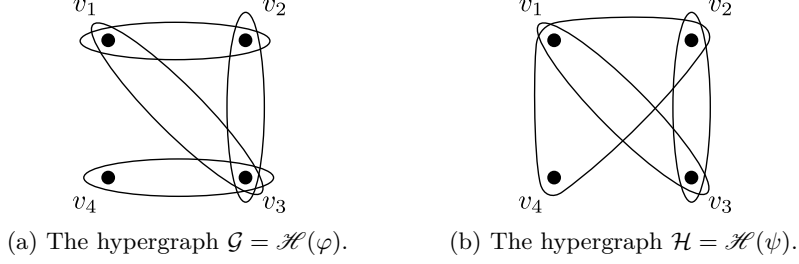 v₁ v₂ v₁ v₂
v₄ v₃ v₄ v₃
(a) The hypergraph 𝒢 = ℋ(φ). (b) The hypergraph ℋ = ℋ(ψ).